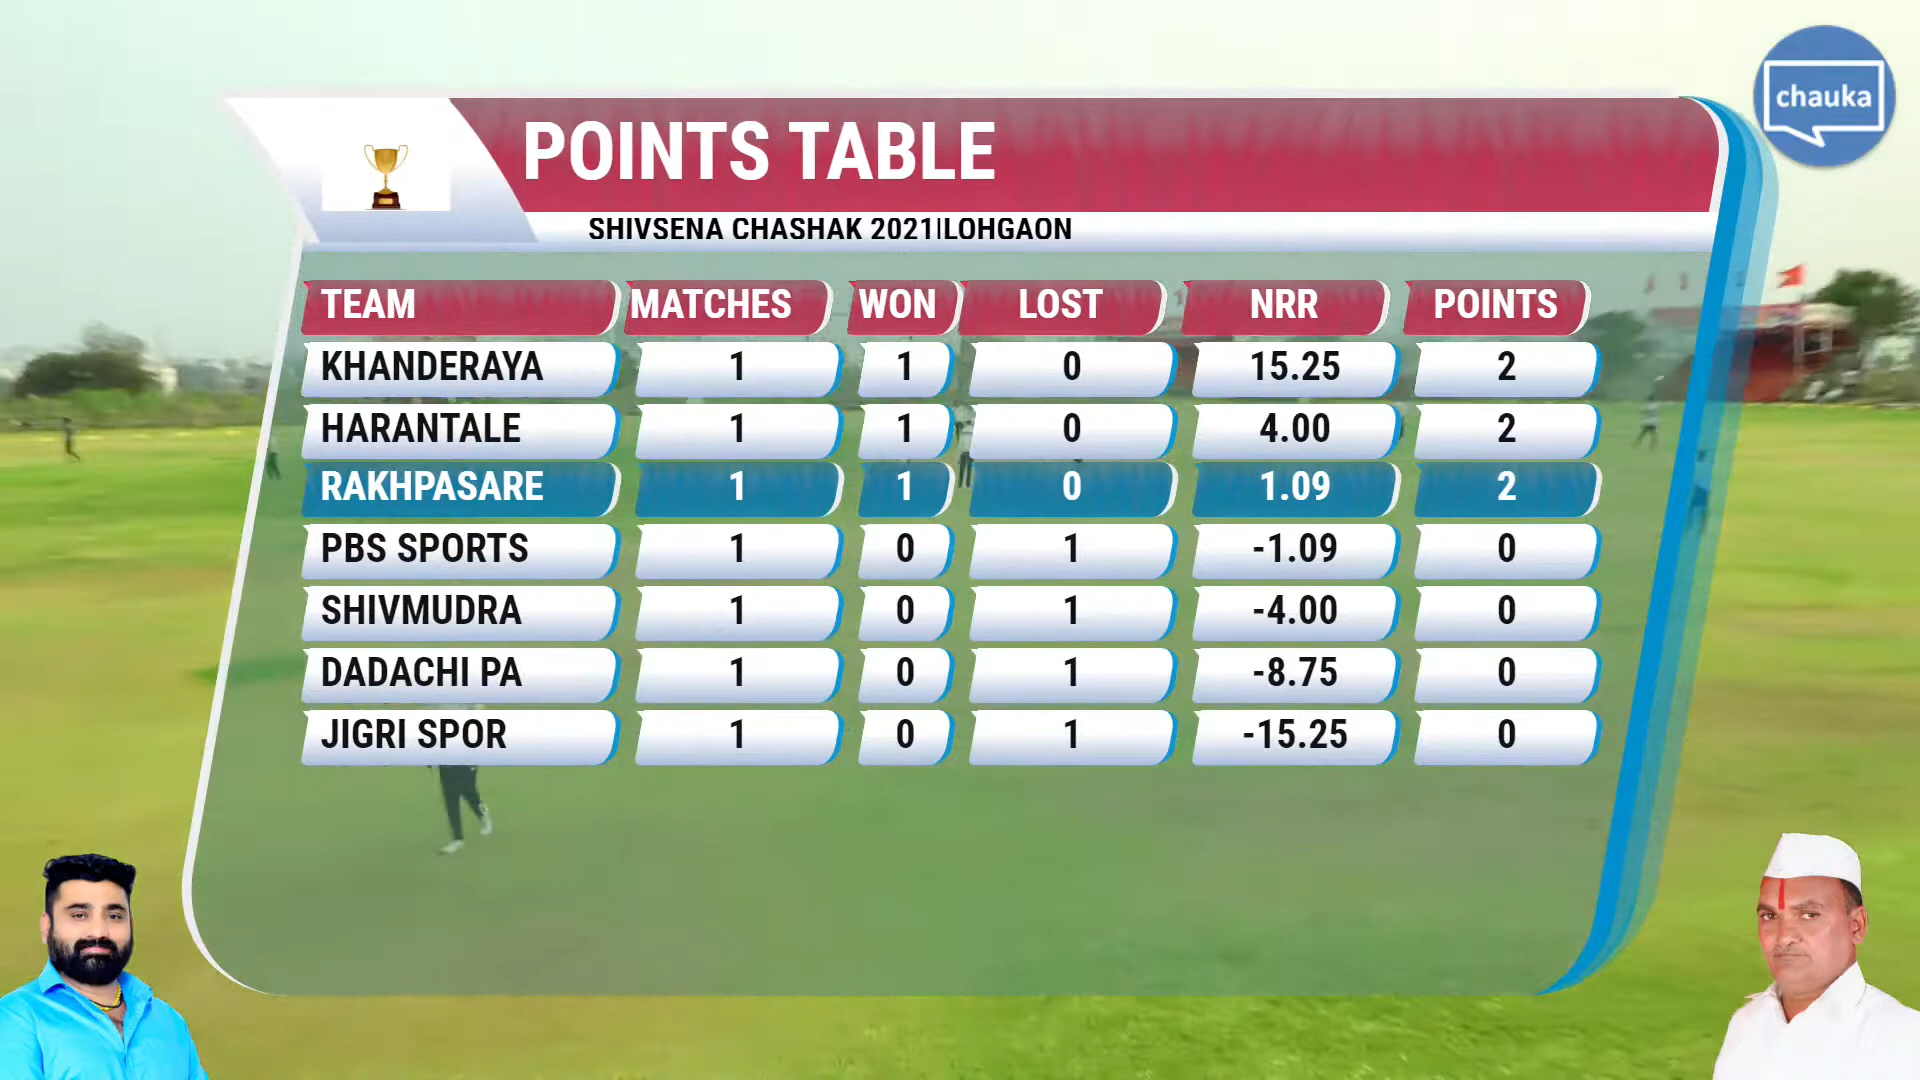 chauka
POINTS TABLE
SHIVSENA CHASHAK 2021|LOHGAON
TEAM MATCHES WON LOST NRR POINTS
KHANDERAYA 1 1 0 15.25 2
HARANTALE 1 1 0 4.00 2
RAKHPASARE 1 1 0 1.09 2
PBS SPORTS 1 0 1 -1.09 0
SHIVMUDRA 1 0 1 -4.00 0
DADACHI PA 1 0 1 -8.75 0
JIGRI SPOR 1 0 1 -15.25 0